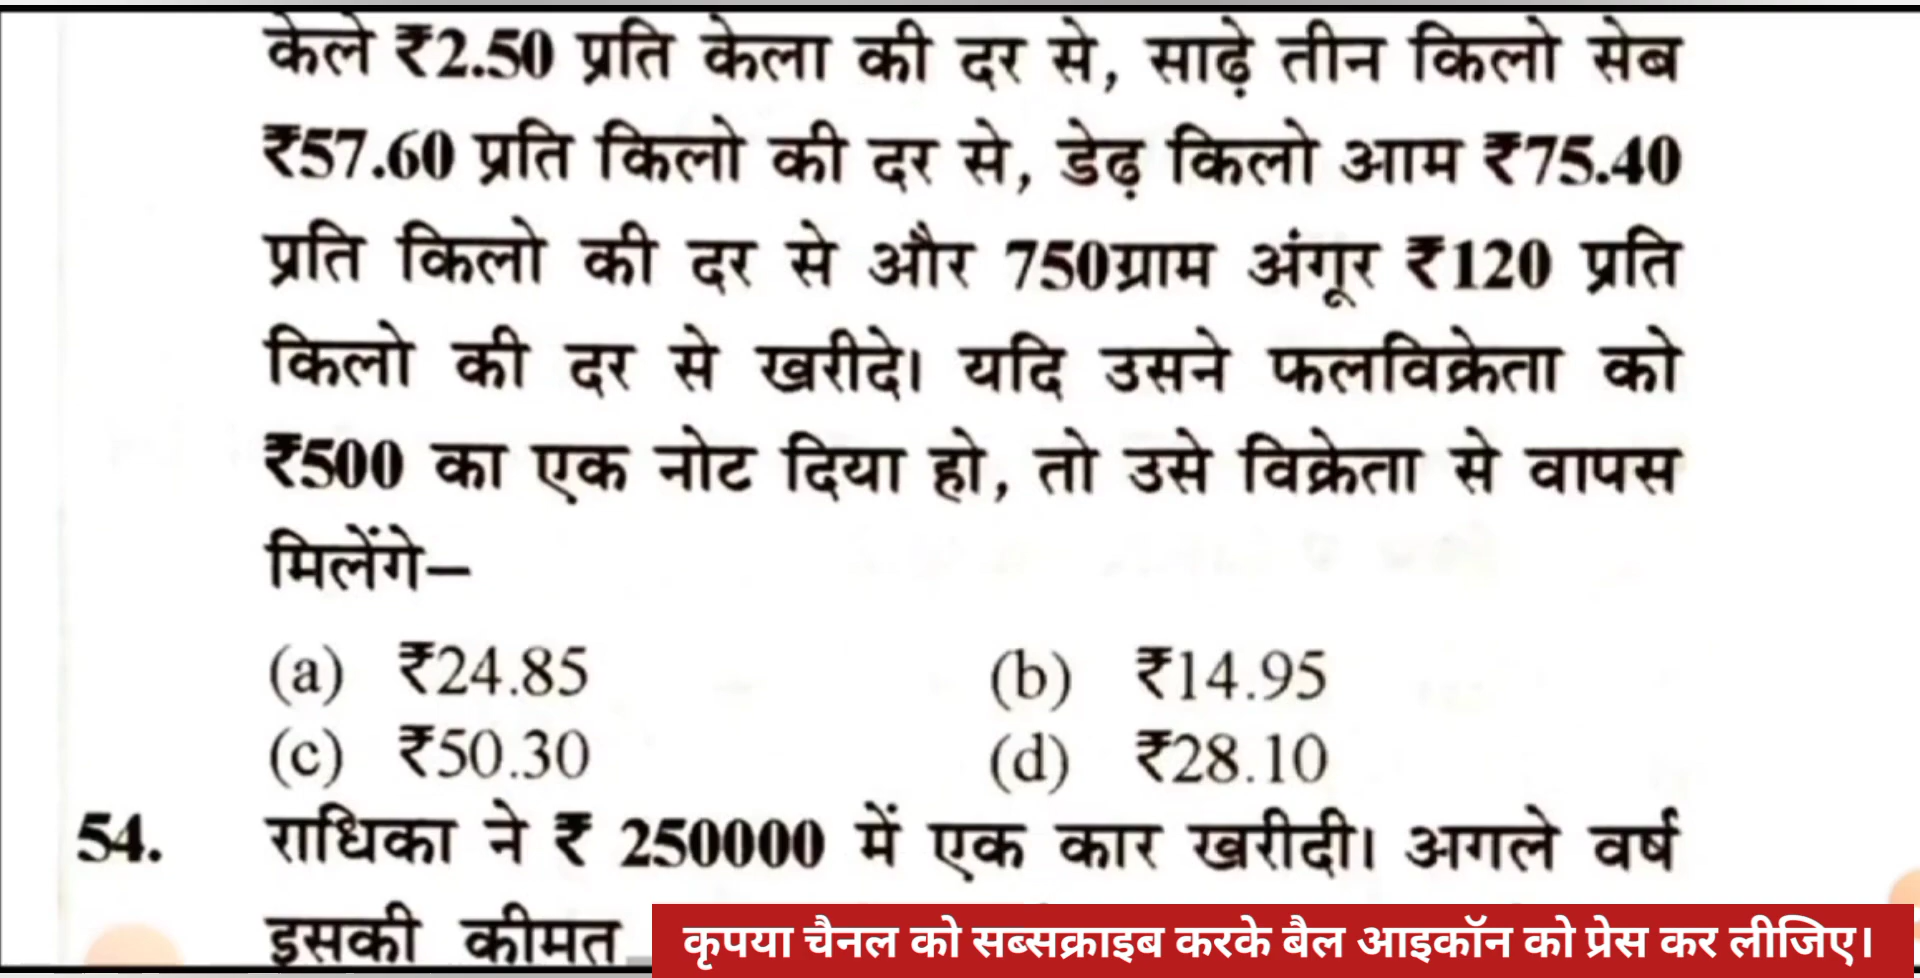 केले ₹2.50 प्रति केला की दर से, साढ़े तीन किलो सेब
₹57.60 प्रति किलो की दर से, डेढ़ किलो आम ₹75.40
प्रति किलो की दर से और 750ग्राम अंगूर ₹120 प्रति
किलो की दर से खरीदे। यदि उसने फलविक्रेता को
₹500 का एक नोट दिया हो, तो उसे विक्रेता से वापस
मिलेंगे–
(a) ₹24.85 (b) ₹14.95
(c) ₹50.30 (d) ₹28.10
54. राधिका ने ₹ 250000 में एक कार खरीदी। अगले वर्ष
इसकी कीमत
कृपया चैनल को सब्सक्राइब करके बैल आइकॉन को प्रेस कर लीजिए।